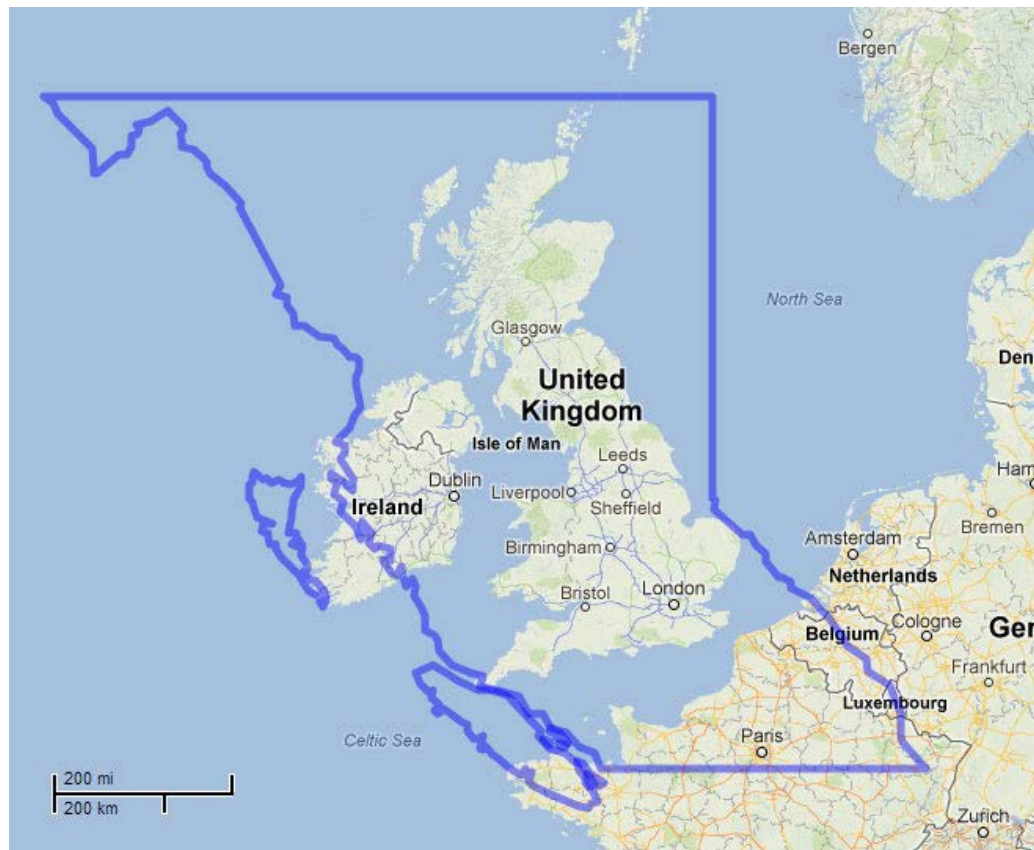 Bergen
North Sea
Glasgow
Den
United
Kingdom
Isle of Man
Leeds
Ham
Dublin
Liverpool
Ireland
Sheffield
Bremen
Amsterdam
Birmingham
Netherlands
Bristol
London
Cologne
Belgium
Ger
Frankfurt
Luxembourg
Celtic Sea
Paris
200 mi
200 km
Zurich